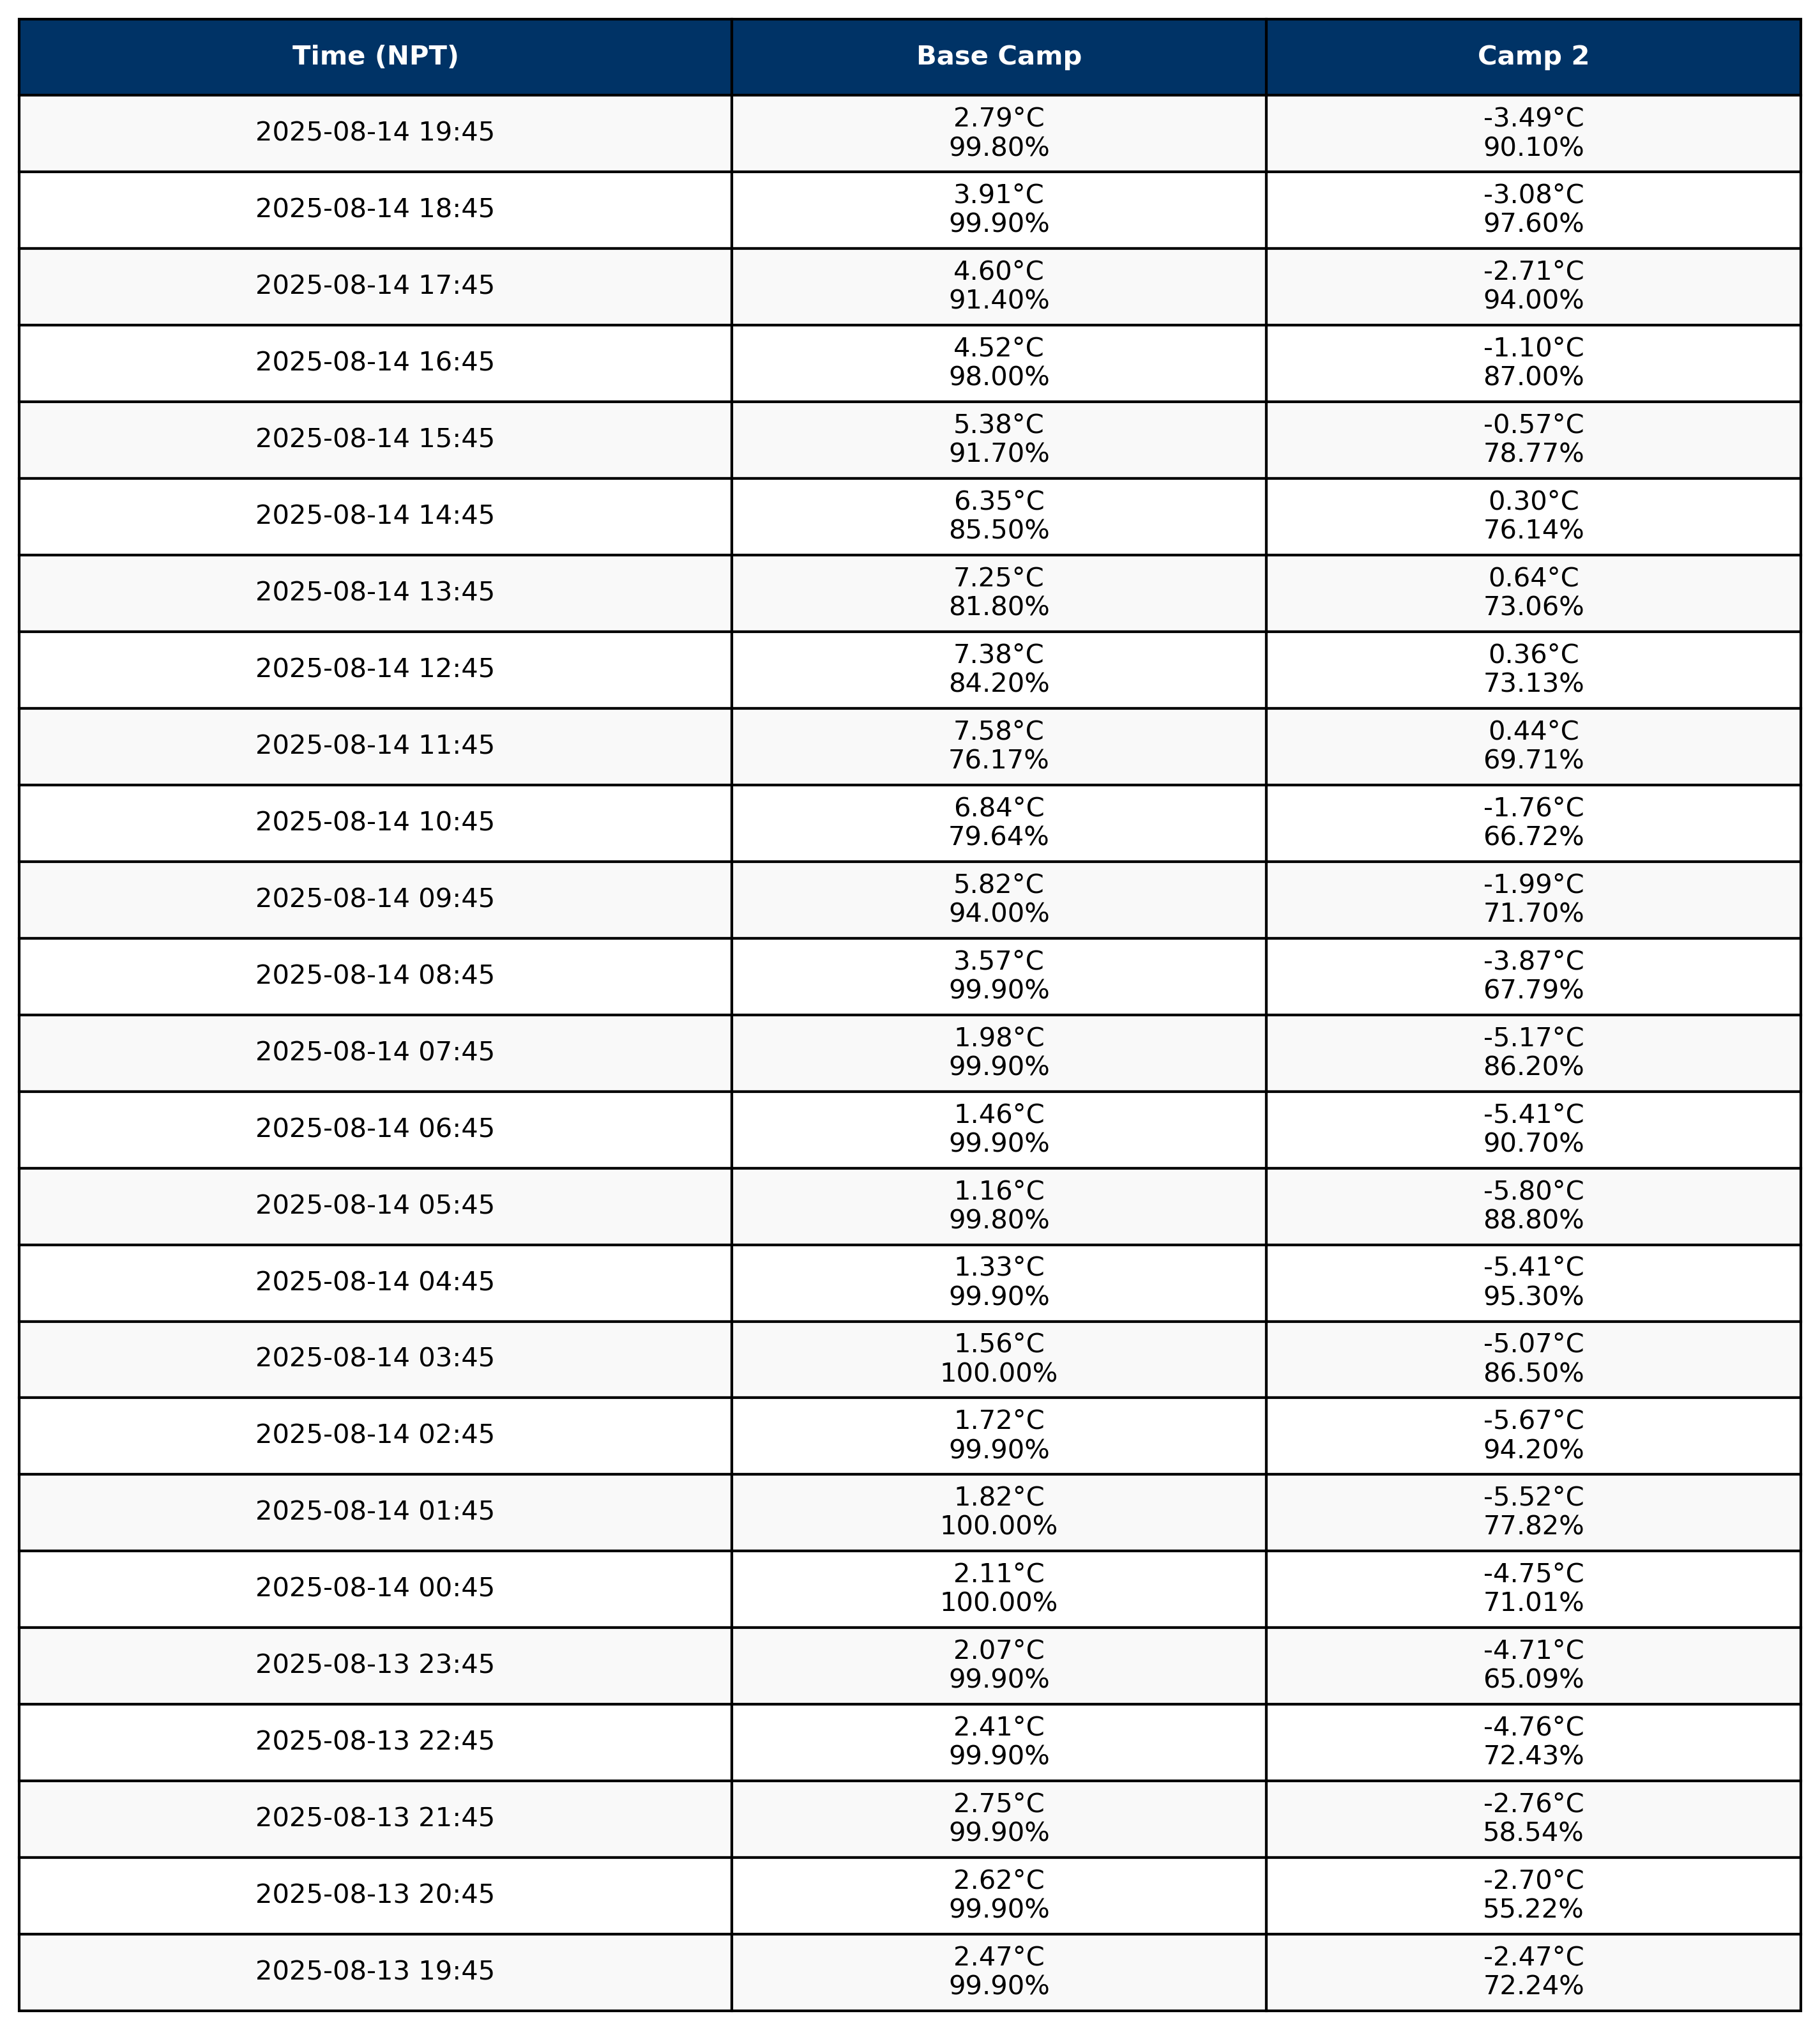 Time (NPT) Base Camp Camp 2
2025-08-14 19:45
2.79°C
99.80%
-3.49°C
90.10%
2025-08-14 18:45
3.91°C
99.90%
-3.08°C
97.60%
2025-08-14 17:45
4.60°C
91.40%
-2.71°C
94.00%
2025-08-14 16:45
4.52°C
98.00%
-1.10°C
87.00%
2025-08-14 15:45
5.38°C
91.70%
-0.57°C
78.77%
2025-08-14 14:45
6.35°C
85.50%
0.30°C
76.14%
2025-08-14 13:45
7.25°C
81.80%
0.64°C
73.06%
2025-08-14 12:45
7.38°C
84.20%
0.36°C
73.13%
2025-08-14 11:45
7.58°C
76.17%
0.44°C
69.71%
2025-08-14 10:45
6.84°C
79.64%
-1.76°C
66.72%
2025-08-14 09:45
5.82°C
94.00%
-1.99°C
71.70%
2025-08-14 08:45
3.57°C
99.90%
-3.87°C
67.79%
2025-08-14 07:45
1.98°C
99.90%
-5.17°C
86.20%
2025-08-14 06:45
1.46°C
99.90%
-5.41°C
90.70%
2025-08-14 05:45
1.16°C
99.80%
-5.80°C
88.80%
2025-08-14 04:45
1.33°C
99.90%
-5.41°C
95.30%
2025-08-14 03:45
1.56°C
100.00%
-5.07°C
86.50%
2025-08-14 02:45
1.72°C
99.90%
-5.67°C
94.20%
2025-08-14 01:45
1.82°C
100.00%
-5.52°C
77.82%
2025-08-14 00:45
2.11°C
100.00%
-4.75°C
71.01%
2025-08-13 23:45
2.07°C
99.90%
-4.71°C
65.09%
2025-08-13 22:45
2.41°C
99.90%
-4.76°C
72.43%
2025-08-13 21:45
2.75°C
99.90%
-2.76°C
58.54%
2025-08-13 20:45
2.62°C
99.90%
-2.70°C
55.22%
2025-08-13 19:45
2.47°C
99.90%
-2.47°C
72.24%